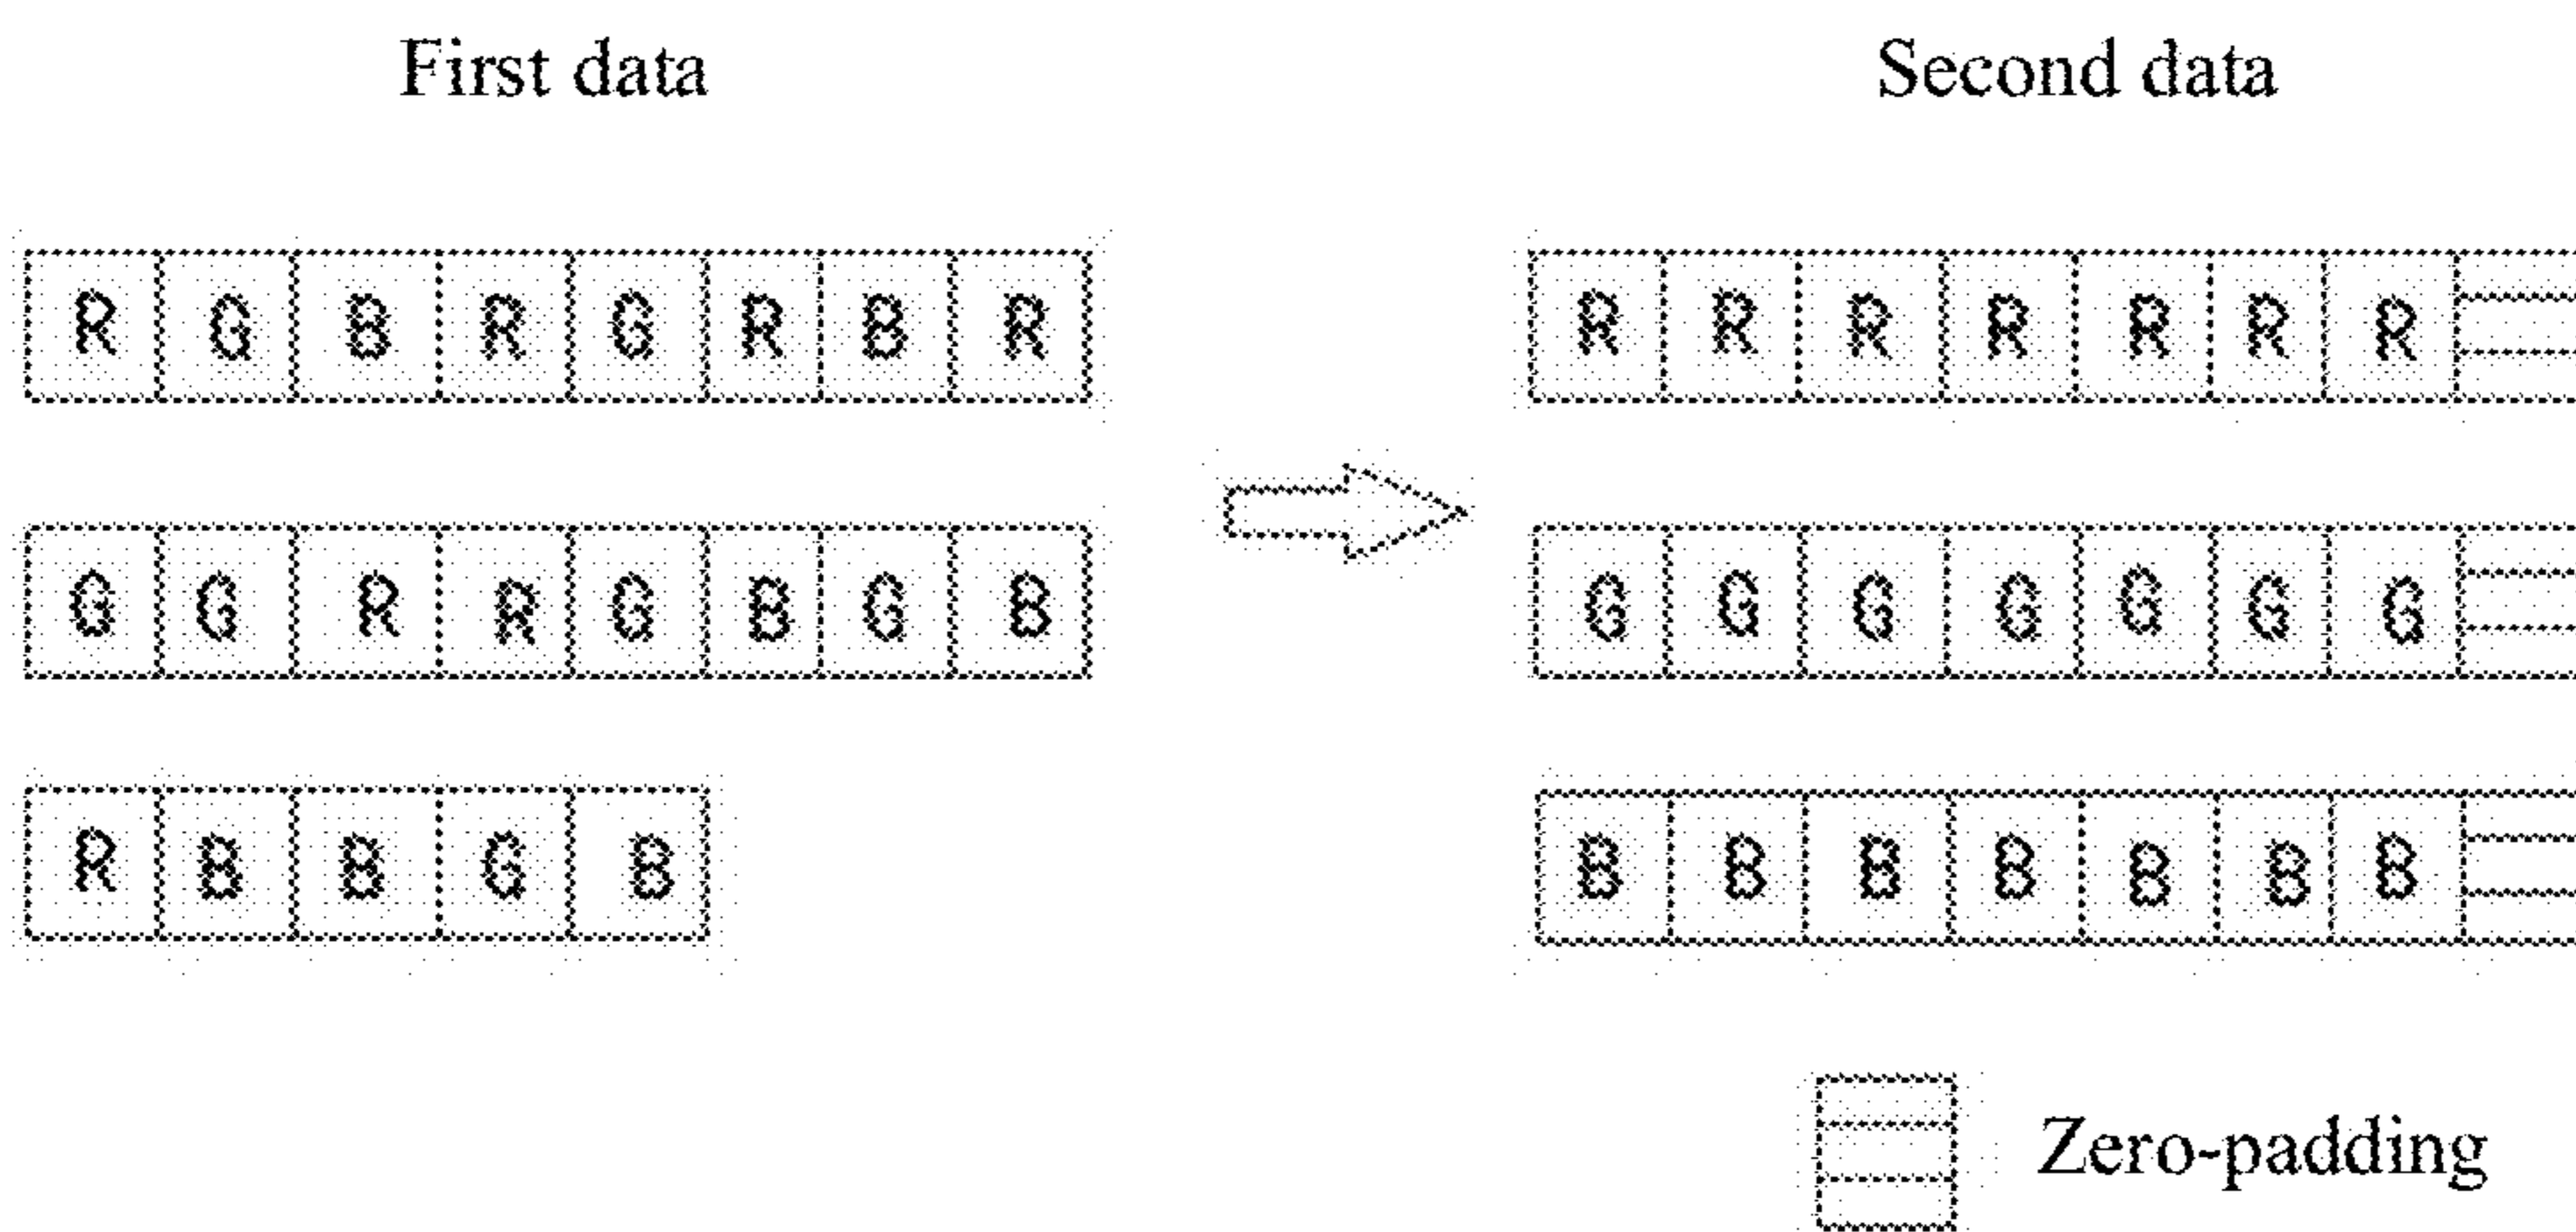 First data
Second data
R G B R G R B R
R R R R R R R
G G R R G B G B
G G G G G G G
R B B G B
B B B B B B B
Zero-padding